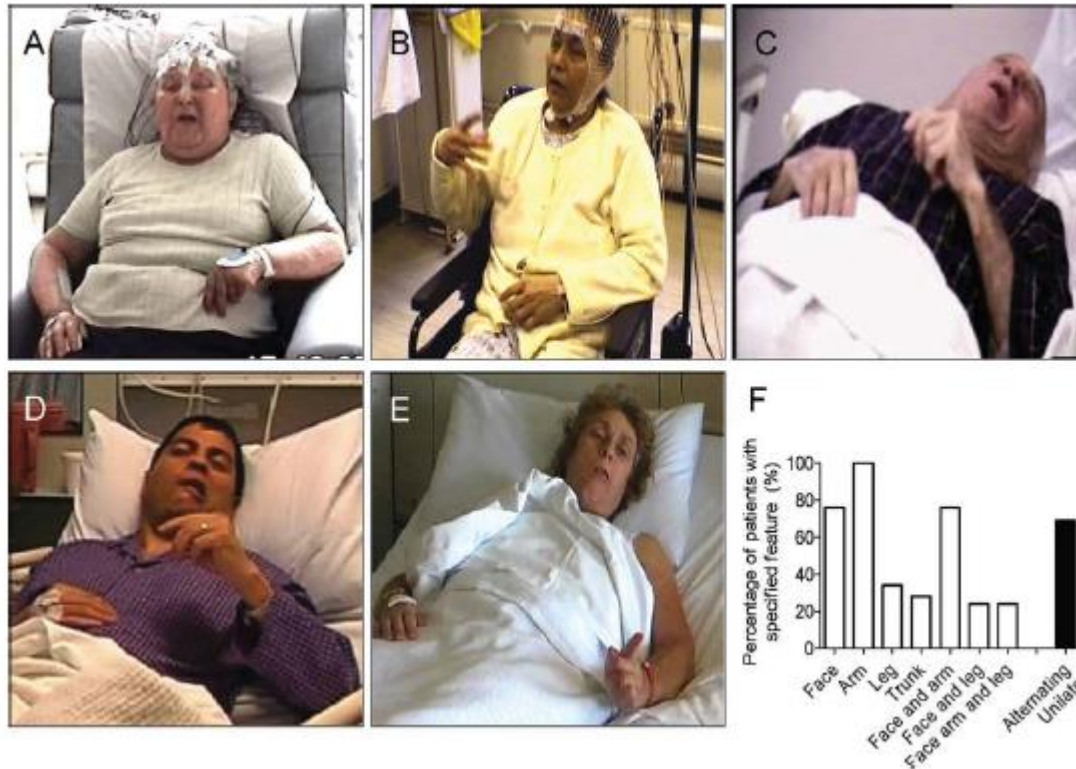 A
B
C
D
E
F
Percentage of patients with
specified feature (%)
100
80
60
40
20
0
Face
Arm
Leg
Trunk
Face and arm
Face and leg
Face arm and leg
Alternating